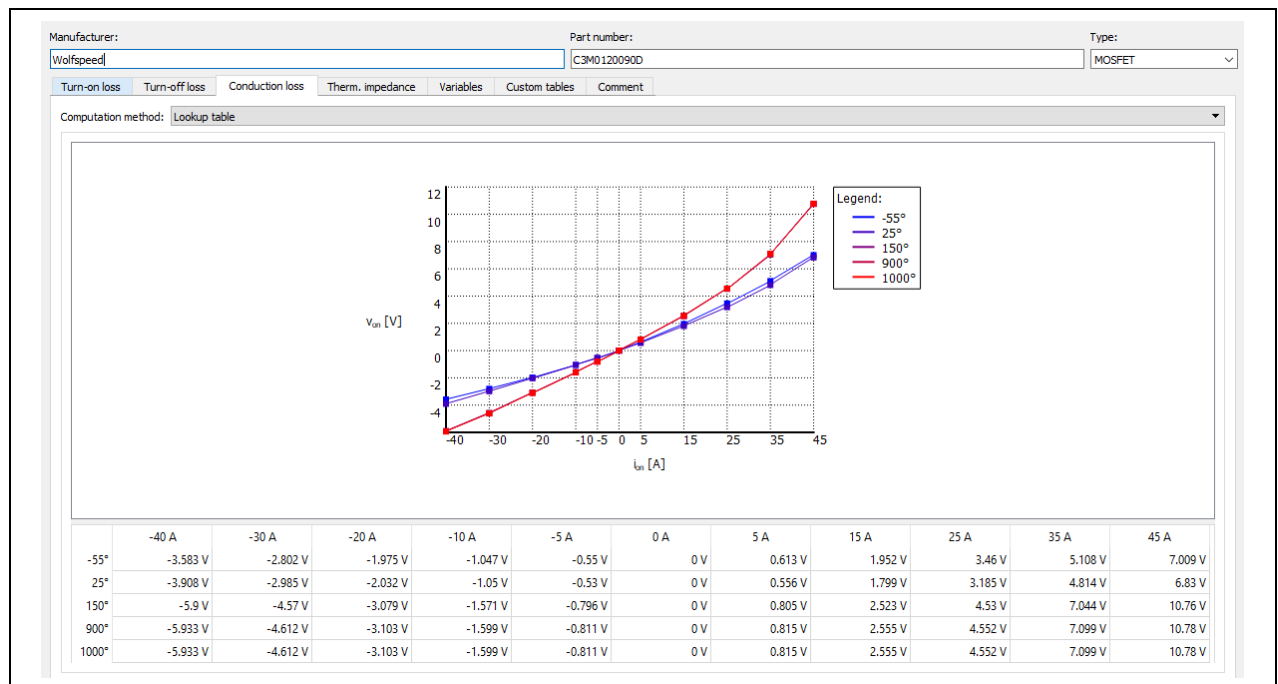 Manufacturer: Part number: Type:
Wolfspeed C3M0120090D MOSFET
Turn-on loss Turn-off loss Conduction loss Therm. impedance Variables Custom tables Comment
Computation method: Lookup table
12
10
8
6
4
2
0
-2
-4
von [V]
-40 -30 -20 -10 -5 0 5 15 25 35 45
ion [A]
Legend:
-55°
25°
150°
900°
1000°
-40 A -30 A -20 A -10 A -5 A 0 A 5 A 15 A 25 A 35 A 45 A
-55° -3.583 V -2.802 V -1.975 V -1.047 V -0.55 V 0 V 0.613 V 1.952 V 3.46 V 5.108 V 7.009 V
25° -3.908 V -2.985 V -2.032 V -1.05 V -0.53 V 0 V 0.556 V 1.799 V 3.185 V 4.814 V 6.83 V
150° -5.9 V -4.57 V -3.079 V -1.571 V -0.796 V 0 V 0.805 V 2.523 V 4.53 V 7.044 V 10.76 V
900° -5.933 V -4.612 V -3.103 V -1.599 V -0.811 V 0 V 0.815 V 2.555 V 4.552 V 7.099 V 10.78 V
1000° -5.933 V -4.612 V -3.103 V -1.599 V -0.811 V 0 V 0.815 V 2.555 V 4.552 V 7.099 V 10.78 V